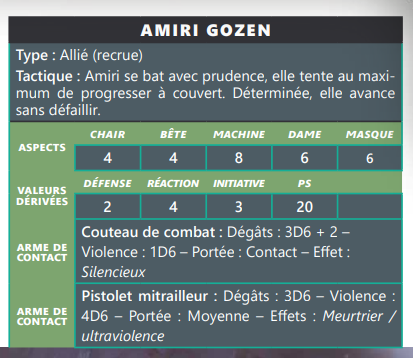 AMIRI GOZEN
Type : Allié (recrue)
Tactique : Amiri se bat avec prudence, elle tente au maxi-
mum de progresser à couvert. Déterminée, elle avance
sans défaillir.
ASPECTS
CHAIR BÊTE MACHINE DAME MASQUE
4 4 8 6 6
VALEURS
DÉRIVÉES
DÉFENSE RÉACTION INITIATIVE PS
2 4 3 20
ARME DE
CONTACT
Couteau de combat : Dégâts : 3D6 + 2 –
Violence : 1D6 – Portée : Contact – Effet :
Silencieux
ARME DE
CONTACT
Pistolet mitrailleur : Dégâts : 3D6 – Violence :
4D6 – Portée : Moyenne – Effets : Meurtrier /
ultraviolence